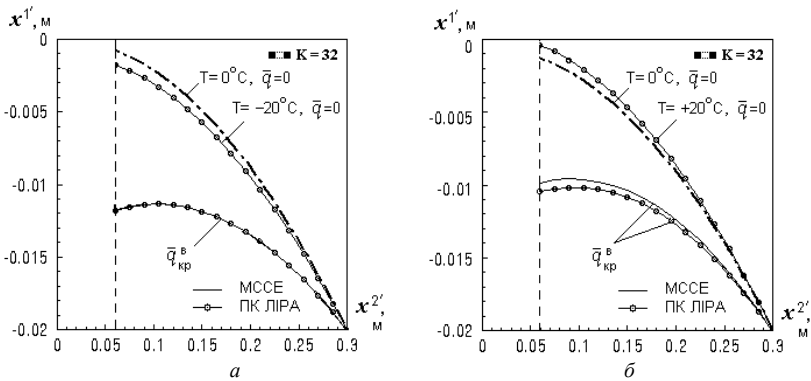 x1′, м
0
-0.005
-0.01
-0.015
-0.02
К = 32
T= 0°C, q̅=0
T= −20°C, q̅=0
q̅ в кр
МССЕ
ПК ЛІРА
x2′, м
0 0.05 0.1 0.15 0.2 0.25 0.3
а
x1′, м
0
-0.005
-0.010
-0.015
-0.02
К = 32
T= 0°C, q̅=0
T= +20°C, q̅=0
q̅ в кр
МССЕ
ПК ЛІРА
x2′, м
0 0.05 0.1 0.15 0.2 0.25 0.3
б